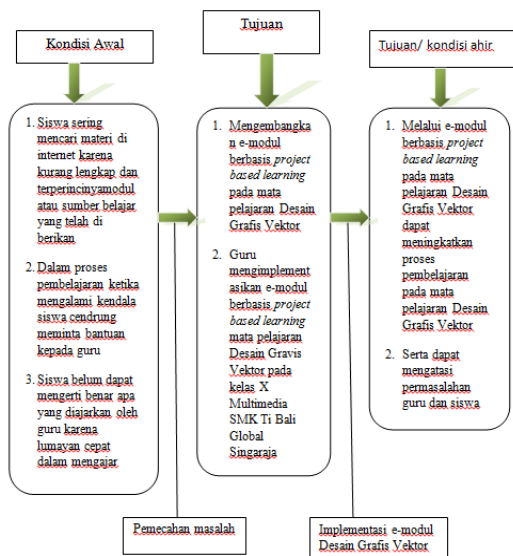 Kondisi Awal
1. Siswa sering
mencari materi di
internet karena
kurang lengkap dan
terperincinyamodul
atau sumber belajar
yang telah di
berikan
2. Dalam proses
pembelajaran ketika
mengalami kendala
siswa cendrung
meminta bantuan
kepada guru
3. Siswa belum dapat
mengerti benar apa
yang diajarkan oleh
guru karena
lumayan cepat
dalam mengajar
Tujuan
1. Mengembangka
n e-modul
berbasis project
based learning
pada mata
pelajaran Desain
Grafis Vektor
2. Guru
mengimplement
asikan e-modul
berbasis project
based learning
mata pelajaran
Desain Gravis
Vektor pada
kelas X
Multimedia
SMK Ti Bali
Global
Singaraja
Tujuan/ kondisi ahir
1. Melalui e-modul
berbasis project
based learning
pada mata
pelajaran Desain
Grafis Vektor
dapat
meningkatkan
proses
pembelajaran
pada mata
pelajaran Desain
Grafis Vektor
2. Serta dapat
mengatasi
permasalahan
guru dan siswa
Pemecahan masalah
Implementasi e-modul
Desain Grafis Vektor